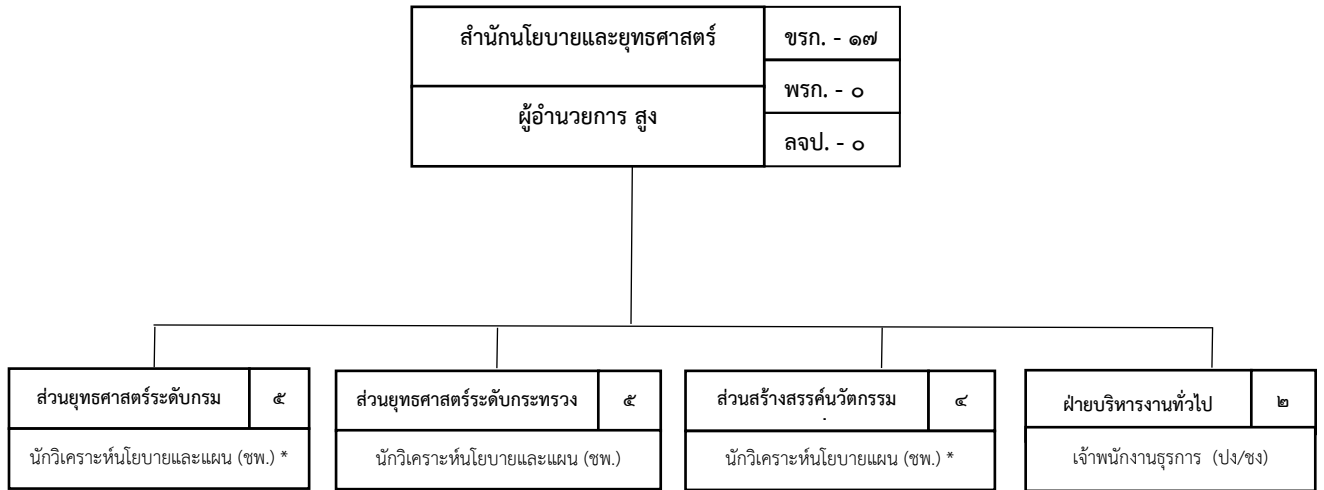 สำนักนโยบายและยุทธศาสตร์
ขรก. - ๑๗
พรก. - ๐
ผู้อำนวยการ สูง
ลจป. - ๐
ส่วนยุทธศาสตร์ระดับกรม
๕
ส่วนยุทธศาสตร์ระดับกระทรวง
๕
ส่วนสร้างสรรค์นวัตกรรม
๔
ฝ่ายบริหารงานทั่วไป
๒
นักวิเคราะห์นโยบายและแผน (ชพ.) *
นักวิเคราะห์นโยบายและแผน (ชพ.)
นักวิเคราะห์นโยบายแผน (ชพ.) *
เจ้าพนักงานธุรการ (ปง/ชง)